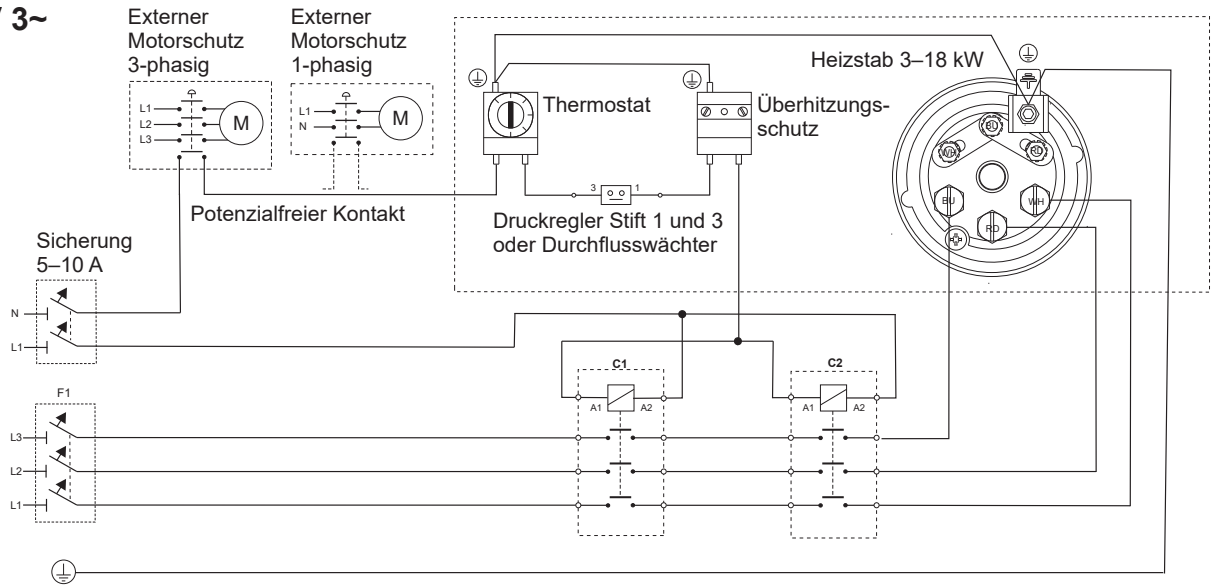 / 3~
Externer
Motorschutz
3-phasig
Externer
Motorschutz
1-phasig
L1
L2
L3
M
L1
N
M
Potenzialfreier Kontakt
Thermostat
Überhitzungs-
schutz
3 1
Druckregler Stift 1 und 3
oder Durchflusswächter
Heizstab 3–18 kW
BU
WH
RD
BU
WH
RD
Sicherung
5–10 A
N
L1
F1
L3
L2
L1
C1
A1 A2
C2
A1 A2